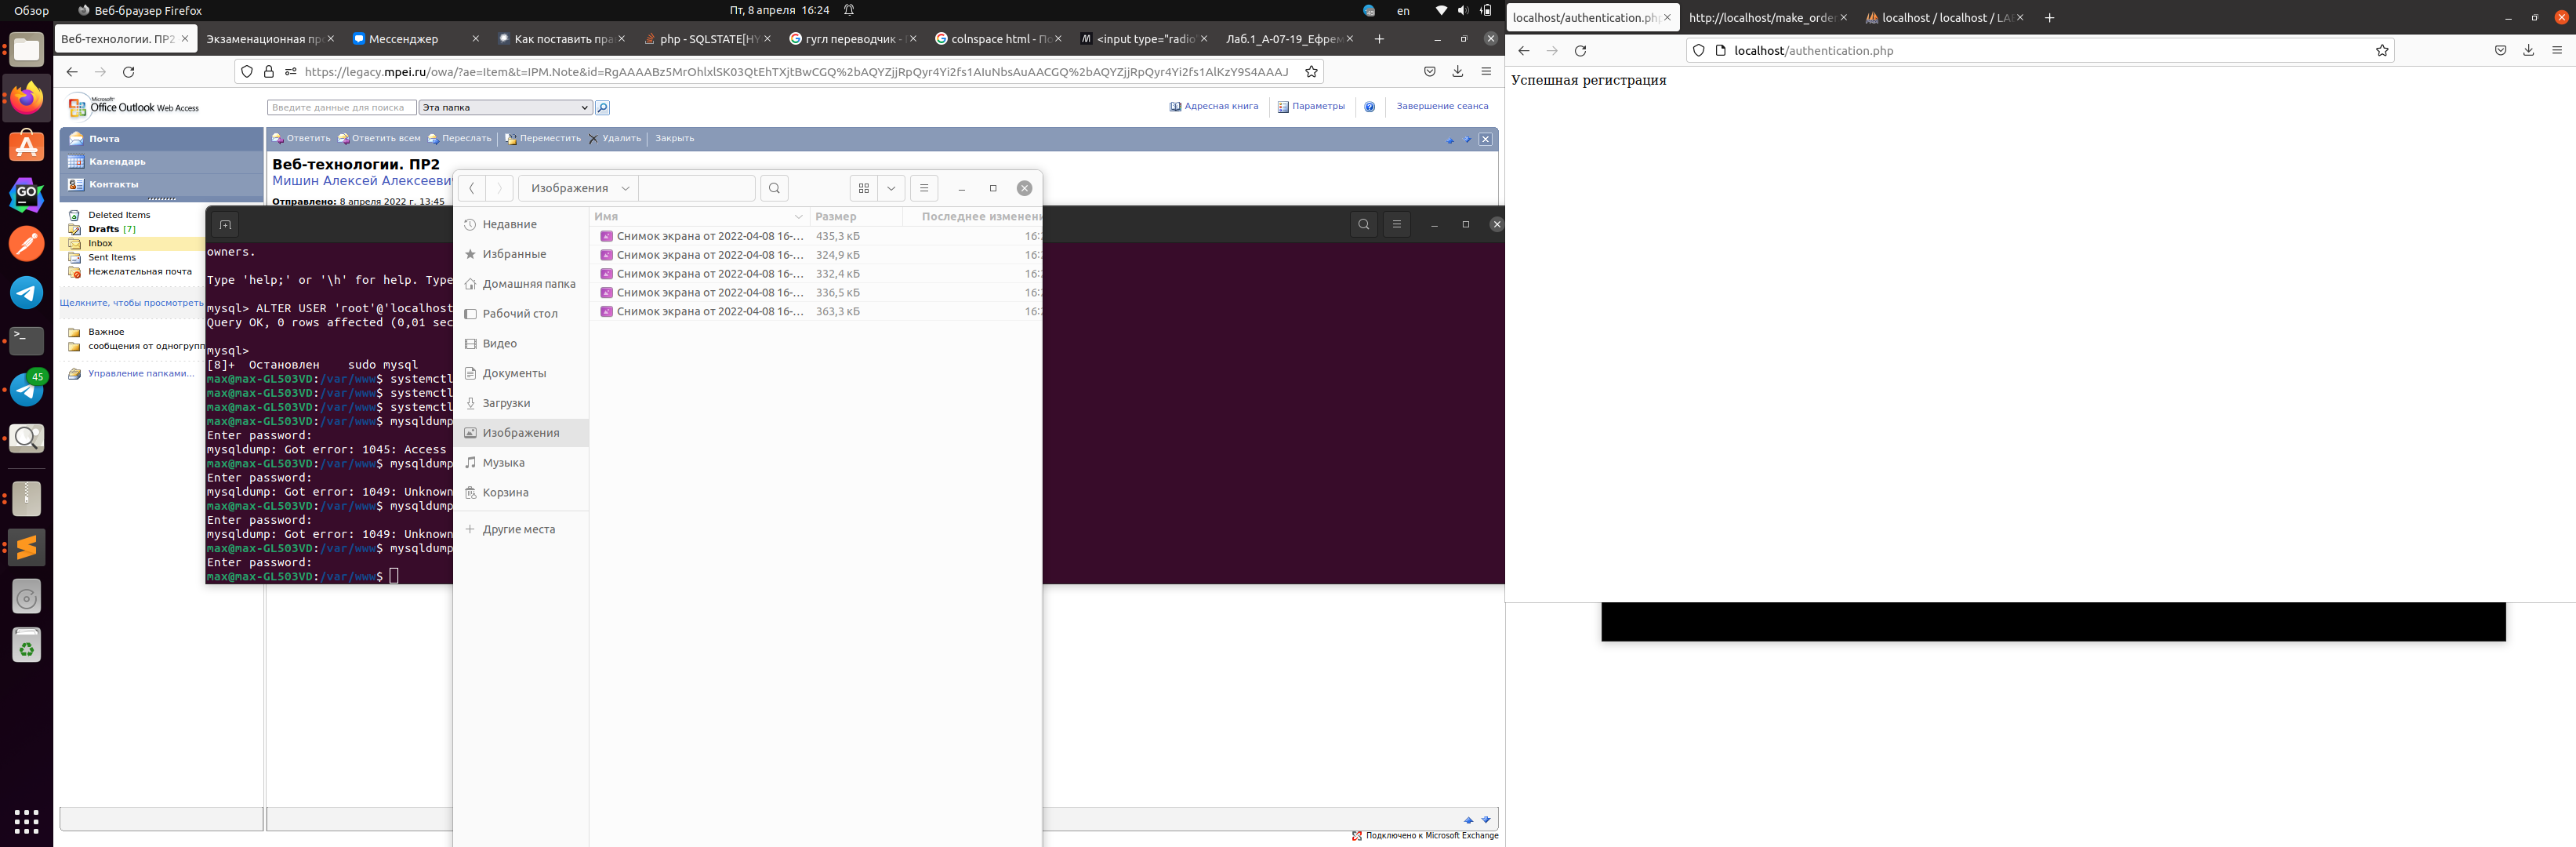 Обзор
Веб-браузер Firefox
Пт, 8 апреля 16:24
en
Веб-технологии. ПР2
Экзаменационная пр
Мессенджер
Как поставить пра
php - SQLSTATE[HY
гугл переводчик - П
colnspace html - По
<input type="radio"
Лаб.1_А-07-19_Ефрем
https://legacy.mpei.ru/owa/?ae=Item&t=IPM.Note&id=RgAAAABz5MrOhlxlSK03QtEhTXjtBwCGQ%2bAQYZjjRpQyr4Yi2fs1AIuNbsAuAACGQ%2bAQYZjjRpQyr4Yi2fs1AlKzY9S4AAAJ
Microsoft
Office Outlook Web Access
Введите данные для поиска
Эта папка
Адресная книга
Параметры
Завершение сеанса
Почта
Календарь
Контакты
Ответить
Ответить всем
Переслать
Переместить
Удалить
Закрыть
Веб-технологии. ПР2
Мишин Алексей Алексеевич
Отправлено: 8 апреля 2022 г. 13:45
Deleted Items
Drafts [7]
Inbox
Sent Items
Нежелательная почта
Щелкните, чтобы просмотреть
Важное
сообщения от одногрупп
Управление папками...
45
owners.
Type 'help;' or '\h' for help. Type
mysql> ALTER USER 'root'@'localhost
Query OK, 0 rows affected (0,01 sec
mysql>
[8]+ Остановлен sudo mysql
max@max-GL503VD:/var/www$ systemctl
max@max-GL503VD:/var/www$ systemctl
max@max-GL503VD:/var/www$ systemctl
max@max-GL503VD:/var/www$ mysqldump
Enter password:
mysqldump: Got error: 1045: Access
max@max-GL503VD:/var/www$ mysqldump
Enter password:
mysqldump: Got error: 1049: Unknown
max@max-GL503VD:/var/www$ mysqldump
Enter password:
mysqldump: Got error: 1049: Unknown
max@max-GL503VD:/var/www$ mysqldump
Enter password:
max@max-GL503VD:/var/www$
Изображения
Недавние
Избранные
Домашняя папка
Рабочий стол
Видео
Документы
Загрузки
Изображения
Музыка
Корзина
Другие места
Имя Размер Последнее изменени
Снимок экрана от 2022-04-08 16-... 435,3 кБ 16:
Снимок экрана от 2022-04-08 16-... 324,9 кБ 16:
Снимок экрана от 2022-04-08 16-... 332,4 кБ 16:
Снимок экрана от 2022-04-08 16-... 336,5 кБ 16:
Снимок экрана от 2022-04-08 16-... 363,3 кБ 16:
Подключено к Microsoft Exchange
localhost/authentication.php
http://localhost/make_order
localhost / localhost / LA
localhost/authentication.php
Успешная регистрация